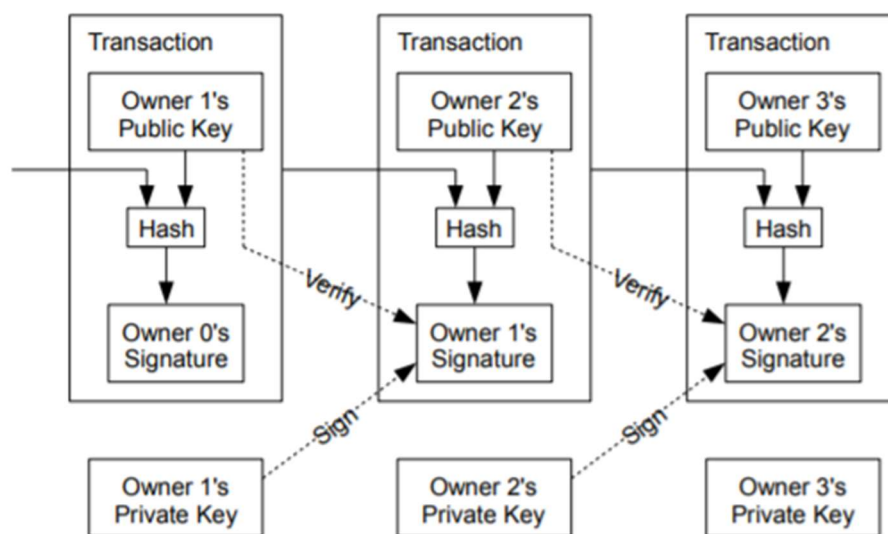 Transaction
Owner 1's
Public Key
Hash
Owner 0's
Signature
Transaction
Owner 2's
Public Key
Hash
Verify
Owner 1's
Signature
Sign
Transaction
Owner 3's
Public Key
Hash
Verify
Owner 2's
Signature
Sign
Owner 1's
Private Key
Owner 2's
Private Key
Owner 3's
Private Key